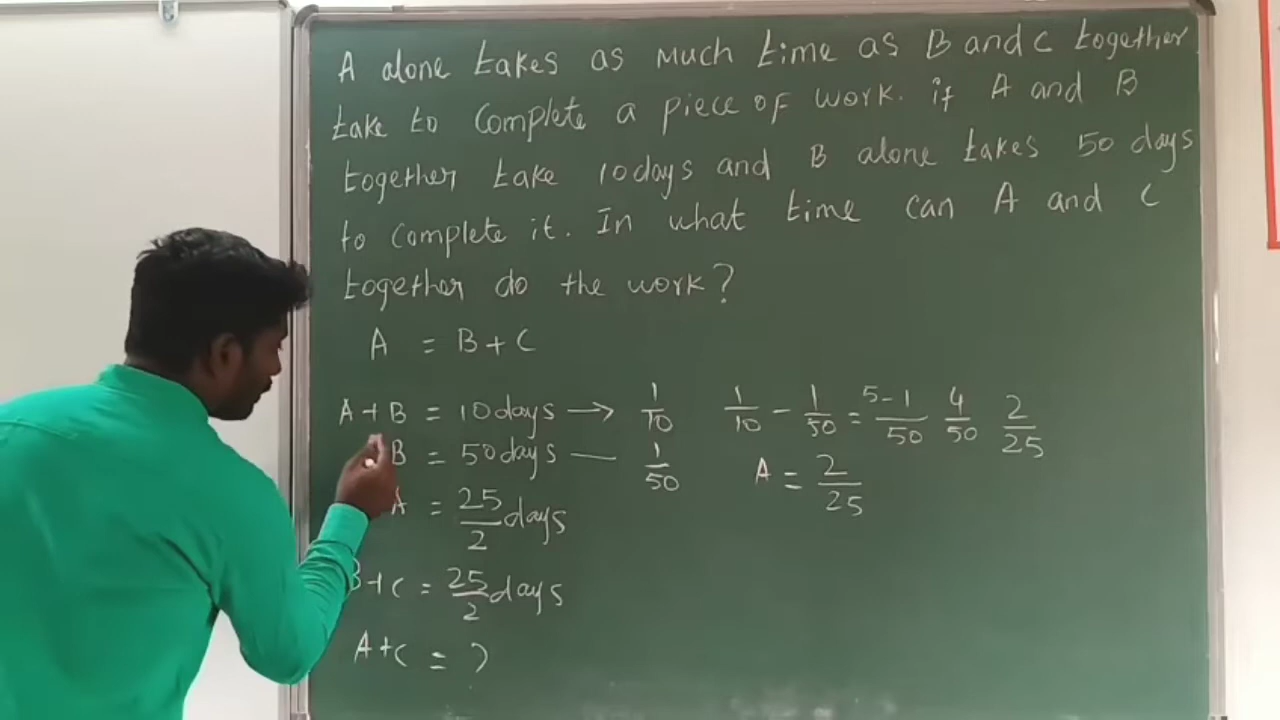 A alone takes as much time as B and C together
take to complete a piece of work. if A and B
together take 10 days and B alone takes 50 days
to complete it. In what time can A and C
together do the work?
A = B + C
A + B = 10 days → 1/10
1/10 - 1/50 = 5-1/50 4/50 2/25
B = 50 days — 1/50
A = 2/25
A = 25/2 days
B + C = 25/2 days
A + C = ?